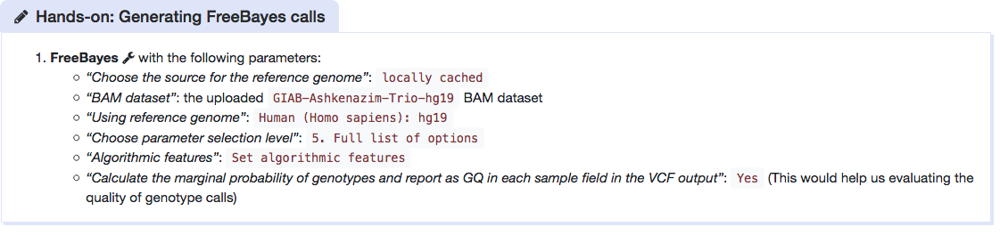 Hands-on: Generating FreeBayes calls
1. FreeBayes with the following parameters:
“Choose the source for the reference genome”: locally cached
“BAM dataset”: the uploaded GIAB-Ashkenazim-Trio-hg19 BAM dataset
“Using reference genome”: Human (Homo sapiens): hg19
“Choose parameter selection level”: 5. Full list of options
“Algorithmic features”: Set algorithmic features
“Calculate the marginal probability of genotypes and report as GQ in each sample field in the VCF output”: Yes (This would help us evaluating the
quality of genotype calls)